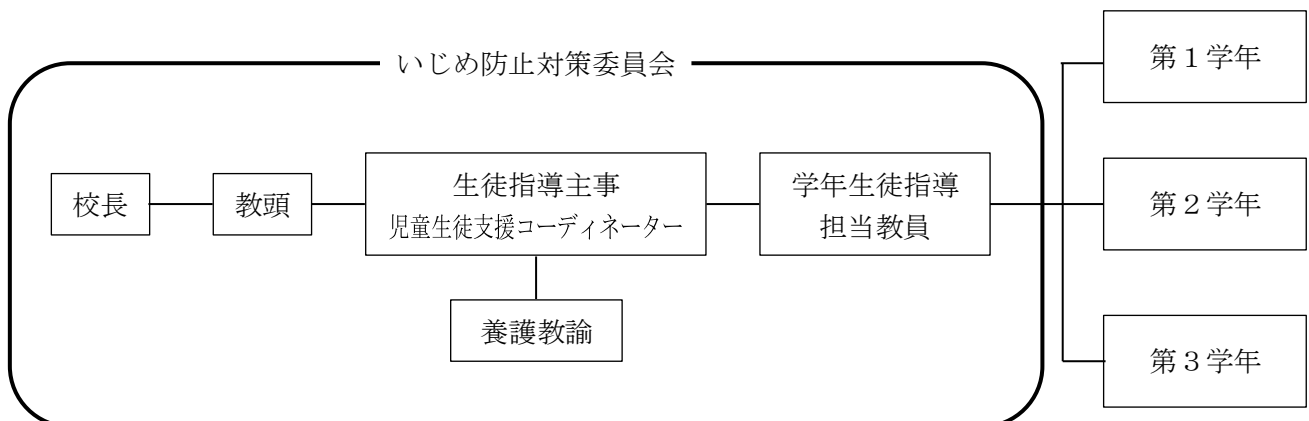 いじめ防止対策委員会
校長
教頭
生徒指導主事
児童生徒支援コーディネーター
学年生徒指導
担当教員
養護教諭
第１学年
第２学年
第３学年